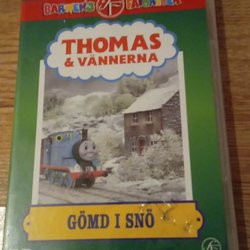 BARNENS FAVORITER
THOMAS
& VÄNNERNA
GÖMD I SNÖ